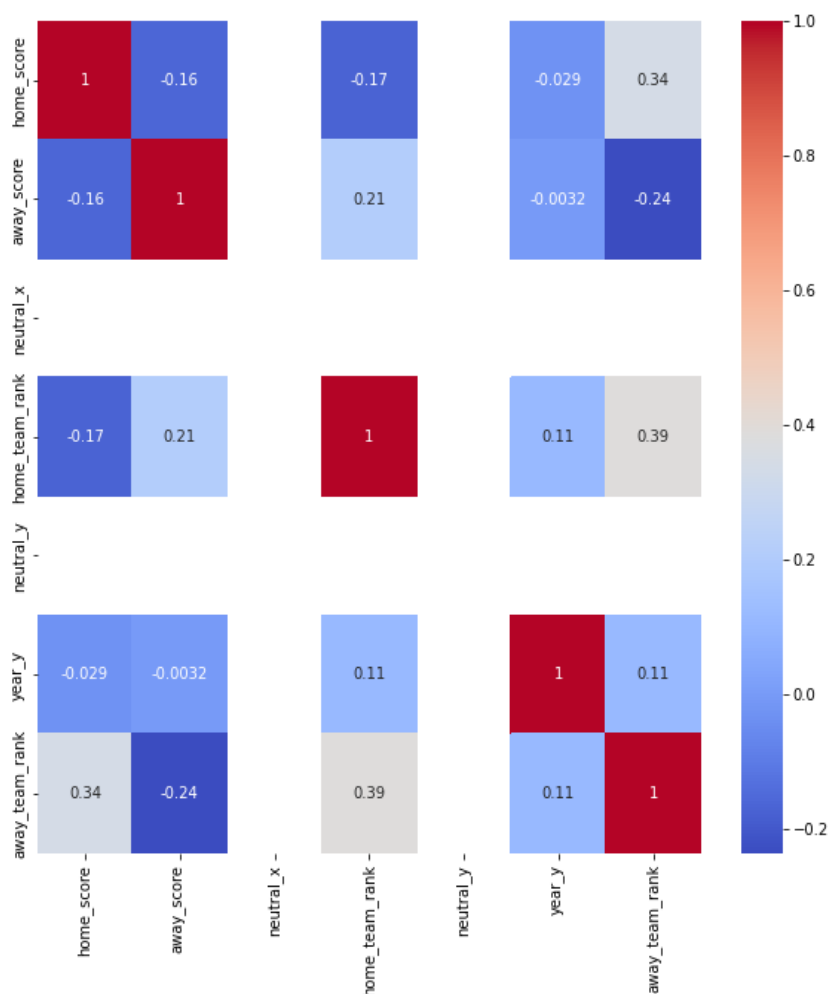 1.0
home_score 1 -0.16 -0.17 -0.029 0.34
0.8
away_score -0.16 1 0.21 -0.0032 -0.24
0.6
neutral_x
0.4
home_team_rank -0.17 0.21 1 0.11 0.39
0.2
neutral_y
year_y -0.029 -0.0032 0.11 1 0.11
0.0
away_team_rank 0.34 -0.24 0.39 0.11 1
−0.2
home_score
away_score
neutral_x
home_team_rank
neutral_y
year_y
away_team_rank